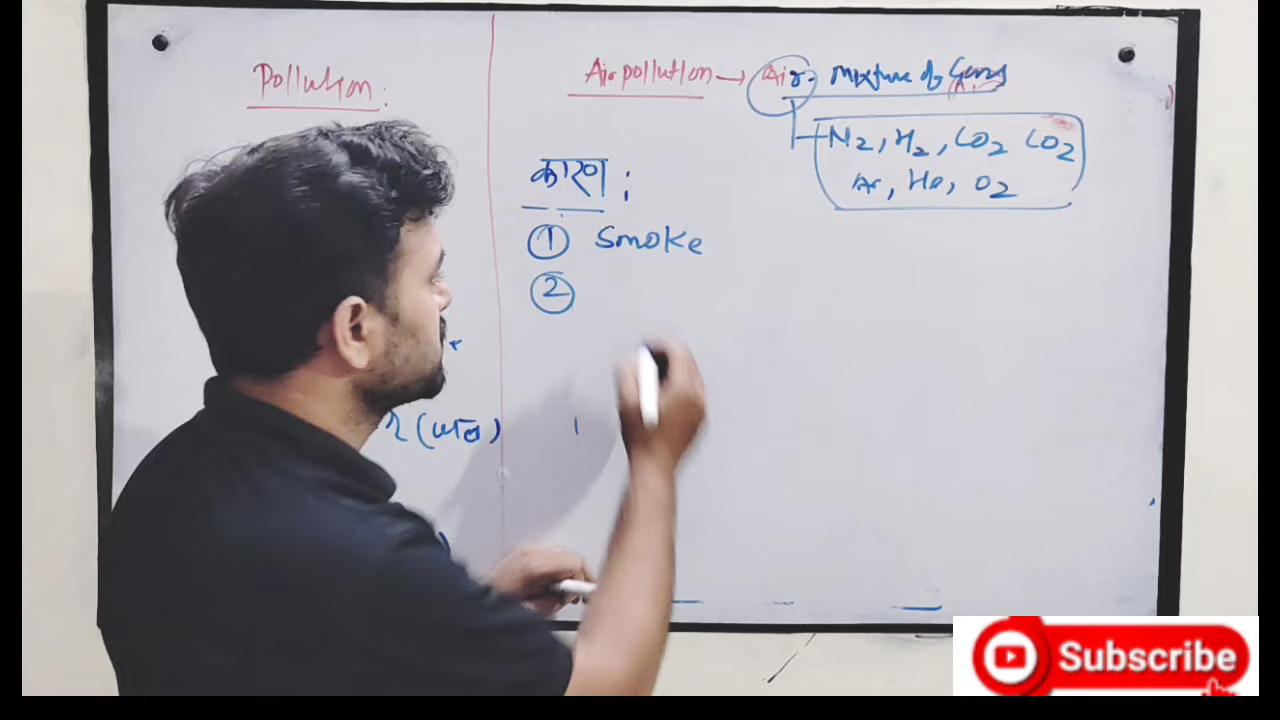 Pollution :
Air pollution → Air - mixture of Gases
N2, H2, CO2 CO2
Ar, He, O2
कारण :
① Smoke
②
Subscribe